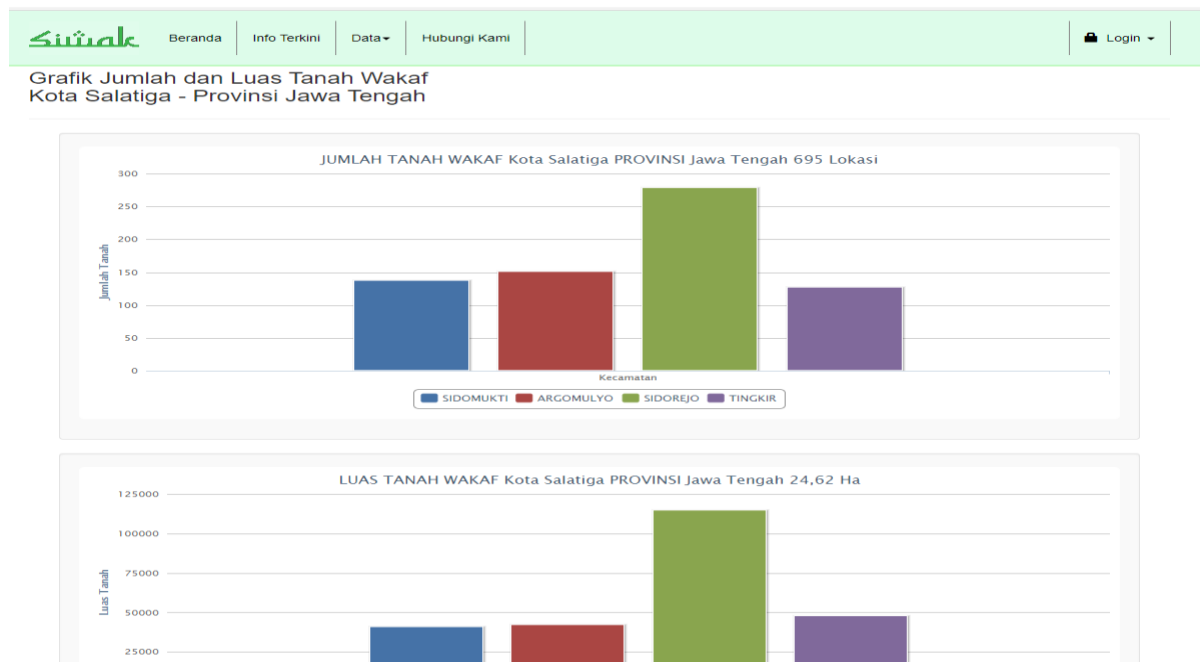 Siwak
Beranda
Info Terkini
Data
Hubungi Kami
Login
Grafik Jumlah dan Luas Tanah Wakaf
Kota Salatiga - Provinsi Jawa Tengah
JUMLAH TANAH WAKAF Kota Salatiga PROVINSI Jawa Tengah 695 Lokasi
300
250
200
150
100
50
0
Jumlah Tanah
Kecamatan
SIDOMUKTI ARGOMULYO SIDOREJO TINGKIR
LUAS TANAH WAKAF Kota Salatiga PROVINSI Jawa Tengah 24,62 Ha
125000
100000
75000
50000
25000
Luas Tanah